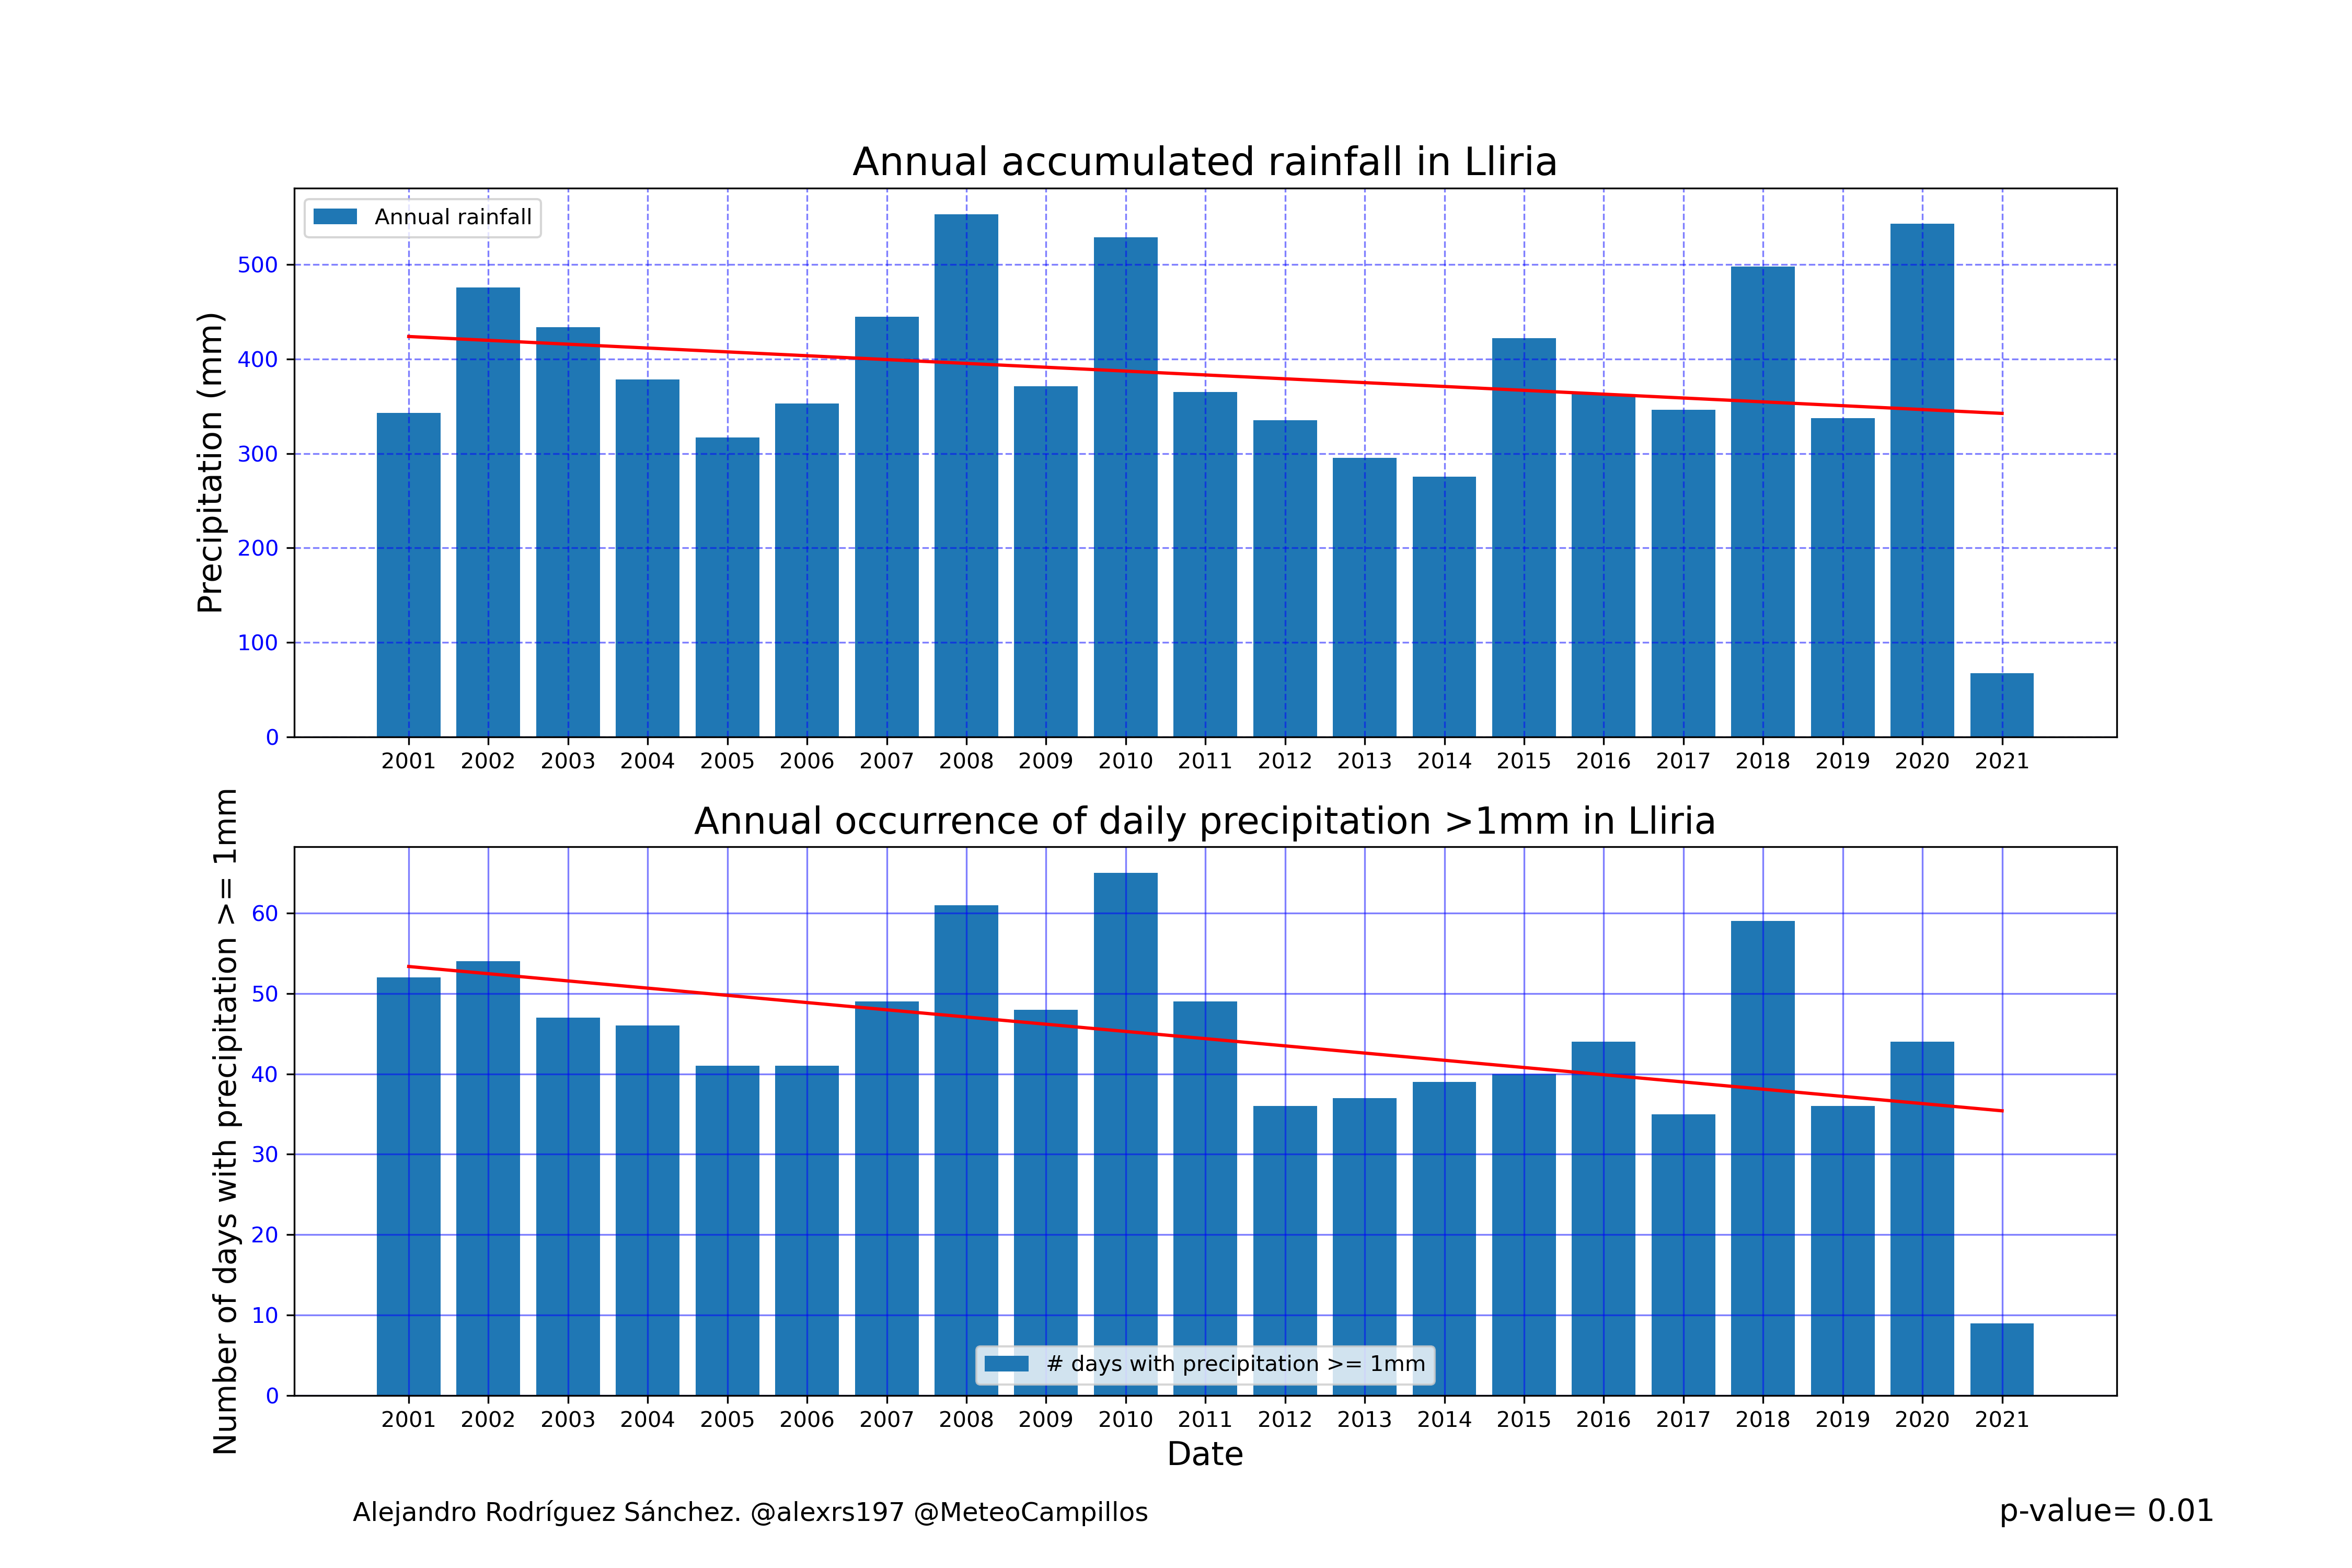 Annual accumulated rainfall in Lliria
Annual rainfall
Precipitation (mm)
500
400
300
200
100
0
2001 2002 2003 2004 2005 2006 2007 2008 2009 2010 2011 2012 2013 2014 2015 2016 2017 2018 2019 2020 2021
Annual occurrence of daily precipitation >1mm in Lliria
Number of days with precipitation >= 1mm
60
50
40
30
20
10
0
# days with precipitation >= 1mm
2001 2002 2003 2004 2005 2006 2007 2008 2009 2010 2011 2012 2013 2014 2015 2016 2017 2018 2019 2020 2021
Date
Alejandro Rodríguez Sánchez. @alexrs197 @MeteoCampillos
p-value= 0.01